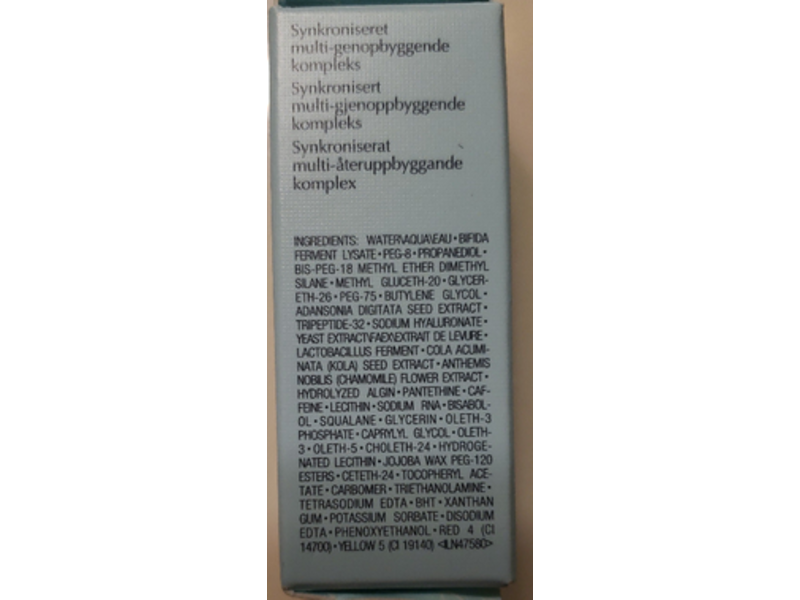 Synkroniseret
multi-genopbyggende
kompleks
Synkronisert
multi-gjenoppbyggende
kompleks
Synkroniserat
multi-återuppbyggande
komplex
INGREDIENTS: WATER\AQUA\EAU • BIFIDA
FERMENT LYSATE • PEG-8 • PROPANEDIOL •
BIS-PEG-18 METHYL ETHER DIMETHYL
SILANE • METHYL GLUCETH-20 • GLYCER-
ETH-26 • PEG-75 • BUTYLENE GLYCOL •
ADANSONIA DIGITATA SEED EXTRACT •
TRIPEPTIDE-32 • SODIUM HYALURONATE •
YEAST EXTRACT\FAEX\EXTRAIT DE LEVURE •
LACTOBACILLUS FERMENT • COLA ACUMI-
NATA (KOLA) SEED EXTRACT • ANTHEMIS
NOBILIS (CHAMOMILE) FLOWER EXTRACT •
HYDROLYZED ALGIN • PANTETHINE • CAF-
FEINE • LECITHIN • SODIUM RNA • BISABOL-
OL • SQUALANE • GLYCERIN • OLETH-3
PHOSPHATE • CAPRYLYL GLYCOL • OLETH-
3 • OLETH-5 • CHOLETH-24 • HYDROGE-
NATED LECITHIN • JOJOBA WAX PEG-120
ESTERS • CETETH-24 • TOCOPHERYL ACE-
TATE • CARBOMER • TRIETHANOLAMINE •
TETRASODIUM EDTA • BHT • XANTHAN
GUM • POTASSIUM SORBATE • DISODIUM
EDTA • PHENOXYETHANOL • RED 4 (CI
14700) • YELLOW 5 (CI 19140) <ILN47580>